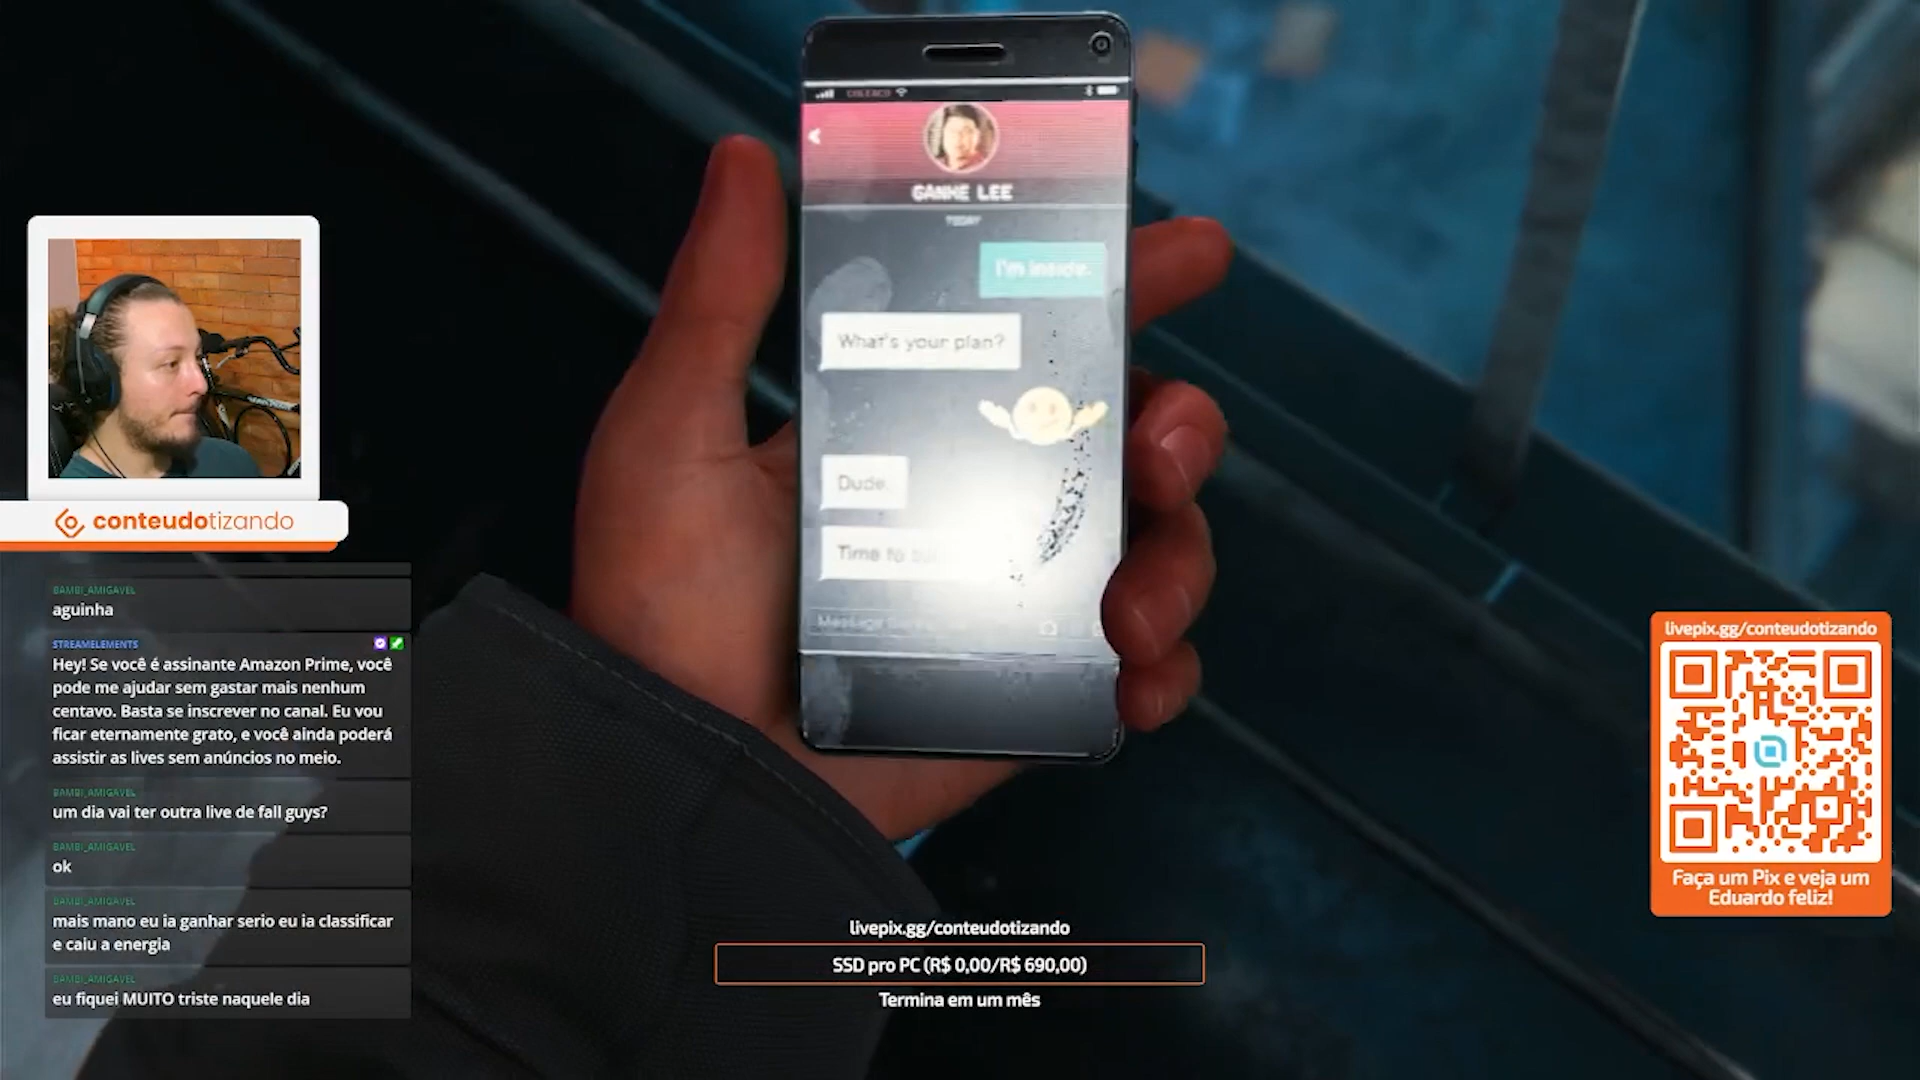 GANKE LEE
TODAY
I'm inside.
What's your plan?
Dude.
Time to
conteudotizando
BAMBI_AMIGAVEL
aguinha
STREAMELEMENTS
Hey! Se você é assinante Amazon Prime, você
pode me ajudar sem gastar mais nenhum
centavo. Basta se inscrever no canal. Eu vou
ficar eternamente grato, e você ainda poderá
assistir as lives sem anúncios no meio.
BAMBI_AMIGAVEL
um dia vai ter outra live de fall guys?
BAMBI_AMIGAVEL
ok
BAMBI_AMIGAVEL
mais mano eu ia ganhar serio eu ia classificar
e caiu a energia
BAMBI_AMIGAVEL
eu fiquei MUITO triste naquele dia
livepix.gg/conteudotizando
SSD pro PC (R$ 0,00/R$ 690,00)
Termina em um mês
livepix.gg/conteudotizando
Faça um Pix e veja um
Eduardo feliz!